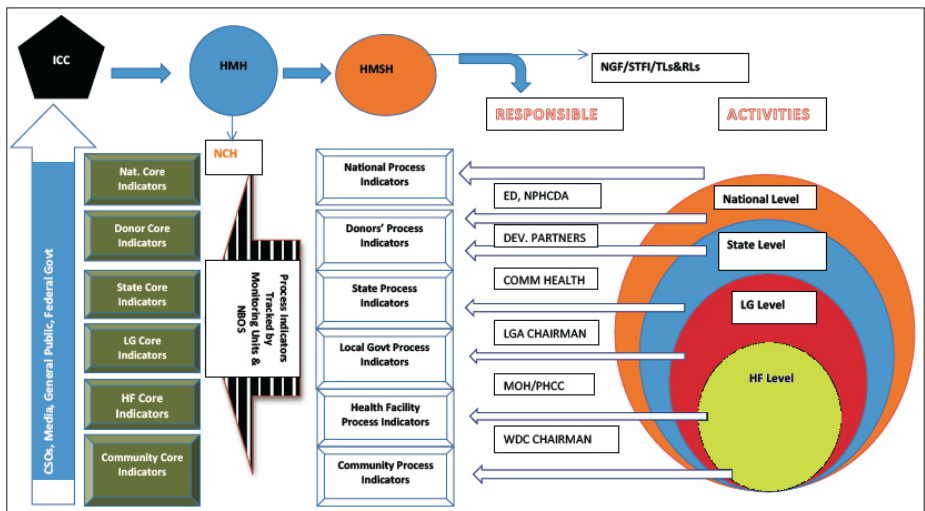 ICC
HMH
HMSH
NGF/STFI/TLs&RLs
RESPONSIBLE
ACTIVITIES
NCH
CSOs, Media, General Public, Federal Govt
Nat. Core
Indicators
Donor Core
Indicators
State Core
Indicators
LG Core
Indicators
HF Core
Indicators
Community Core
Indicators
Process Indicators
Tracked by
Monitoring Units &
NBOS
National Process
Indicators
Donors' Process
Indicators
State Process
Indicators
Local Govt Process
Indicators
Health Facility
Process Indicators
Community Process
Indicators
ED, NPHCDA
DEV. PARTNERS
COMM HEALTH
LGA CHAIRMAN
MOH/PHCC
WDC CHAIRMAN
National Level
State Level
LG Level
HF Level